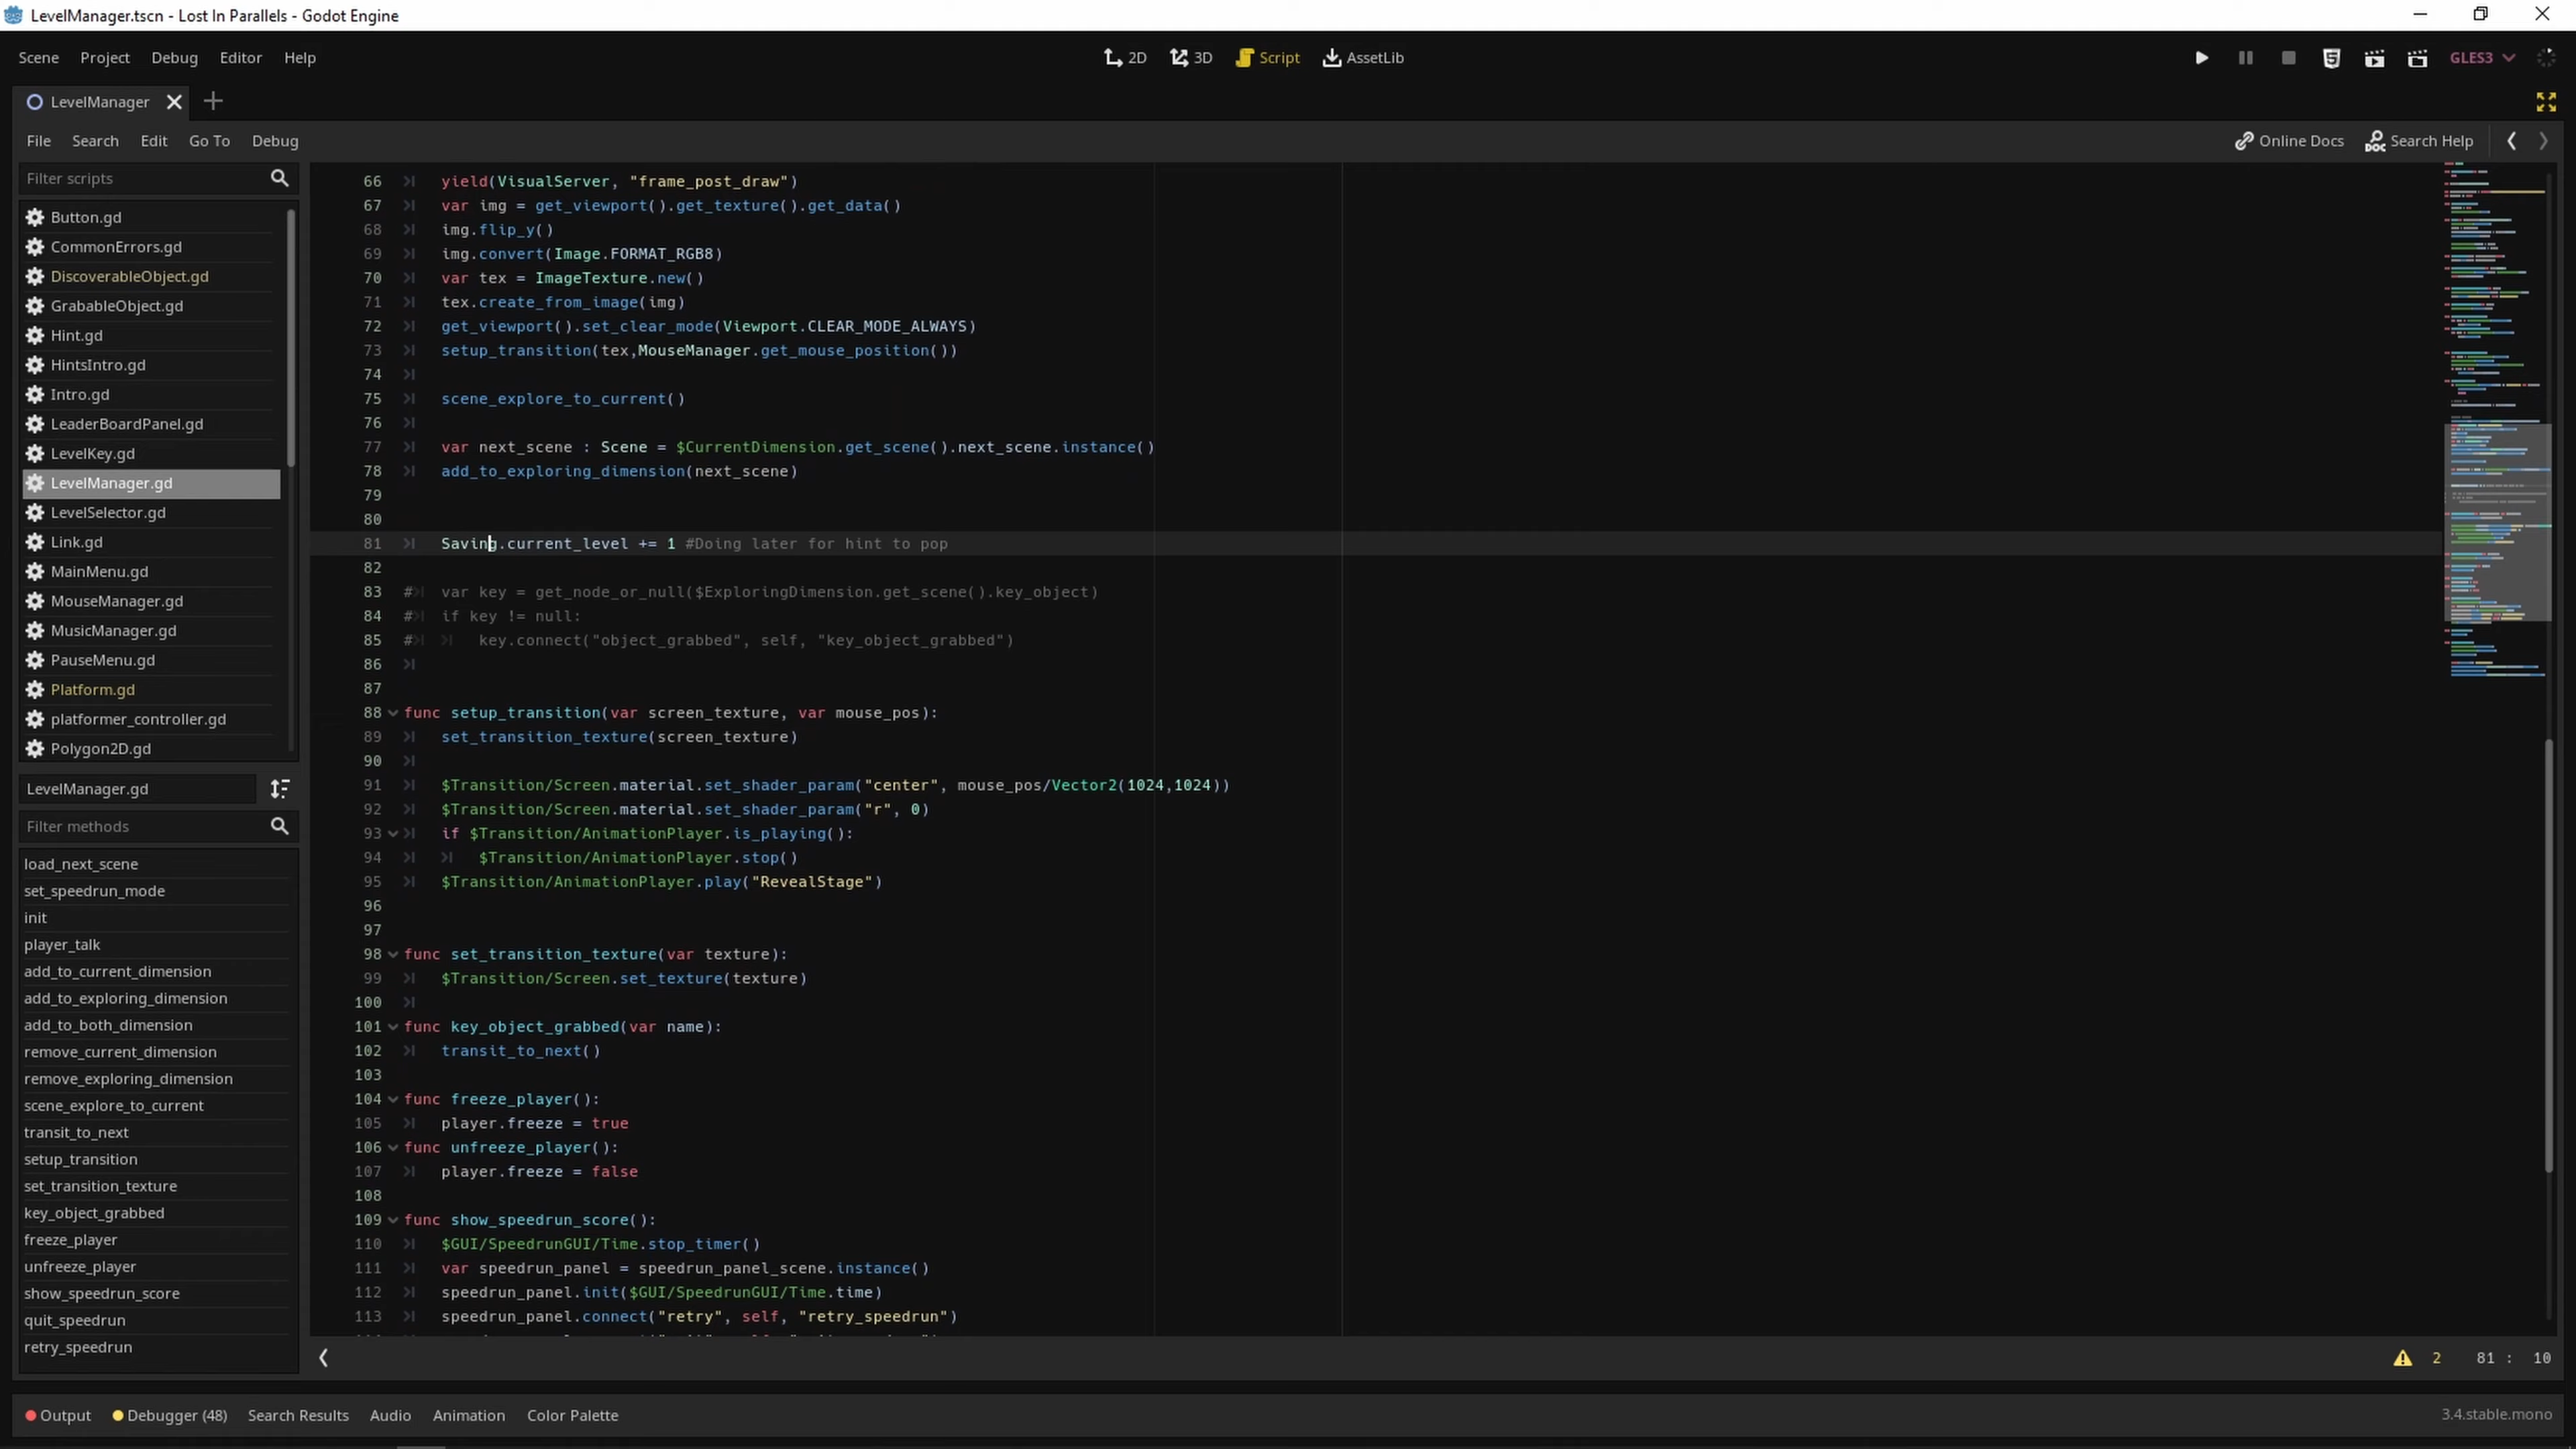 LevelManager.tscn - Lost In Parallels - Godot Engine
Scene Project Debug Editor Help 2D 3D Script AssetLib GLES3
LevelManager
File Search Edit Go To Debug Online Docs Search Help
Filter scripts
Button.gd
CommonErrors.gd
DiscoverableObject.gd
GrabableObject.gd
Hint.gd
HintsIntro.gd
Intro.gd
LeaderBoardPanel.gd
LevelKey.gd
LevelManager.gd
LevelSelector.gd
Link.gd
MainMenu.gd
MouseManager.gd
MusicManager.gd
PauseMenu.gd
Platform.gd
platformer_controller.gd
Polygon2D.gd
LevelManager.gd
Filter methods
load_next_scene
set_speedrun_mode
init
player_talk
add_to_current_dimension
add_to_exploring_dimension
add_to_both_dimension
remove_current_dimension
remove_exploring_dimension
scene_explore_to_current
transit_to_next
setup_transition
set_transition_texture
key_object_grabbed
freeze_player
unfreeze_player
show_speedrun_score
quit_speedrun
retry_speedrun
66 yield(VisualServer, "frame_post_draw")
67 var img = get_viewport().get_texture().get_data()
68 img.flip_y()
69 img.convert(Image.FORMAT_RGB8)
70 var tex = ImageTexture.new()
71 tex.create_from_image(img)
72 get_viewport().set_clear_mode(Viewport.CLEAR_MODE_ALWAYS)
73 setup_transition(tex,MouseManager.get_mouse_position())
74
75 scene_explore_to_current()
76
77 var next_scene : Scene = $CurrentDimension.get_scene().next_scene.instance()
78 add_to_exploring_dimension(next_scene)
79
80
81 Saving.current_level += 1 #Doing later for hint to pop
82
83 # var key = get_node_or_null($ExploringDimension.get_scene().key_object)
84 # if key != null:
85 # key.connect("object_grabbed", self, "key_object_grabbed")
86
87
88 func setup_transition(var screen_texture, var mouse_pos):
89 set_transition_texture(screen_texture)
90
91 $Transition/Screen.material.set_shader_param("center", mouse_pos/Vector2(1024,1024))
92 $Transition/Screen.material.set_shader_param("r", 0)
93 if $Transition/AnimationPlayer.is_playing():
94 $Transition/AnimationPlayer.stop()
95 $Transition/AnimationPlayer.play("RevealStage")
96
97
98 func set_transition_texture(var texture):
99 $Transition/Screen.set_texture(texture)
100
101 func key_object_grabbed(var name):
102 transit_to_next()
103
104 func freeze_player():
105 player.freeze = true
106 func unfreeze_player():
107 player.freeze = false
108
109 func show_speedrun_score():
110 $GUI/SpeedrunGUI/Time.stop_timer()
111 var speedrun_panel = speedrun_panel_scene.instance()
112 speedrun_panel.init($GUI/SpeedrunGUI/Time.time)
113 speedrun_panel.connect("retry", self, "retry_speedrun")
2 81 : 10
Output Debugger (48) Search Results Audio Animation Color Palette 3.4.stable.mono